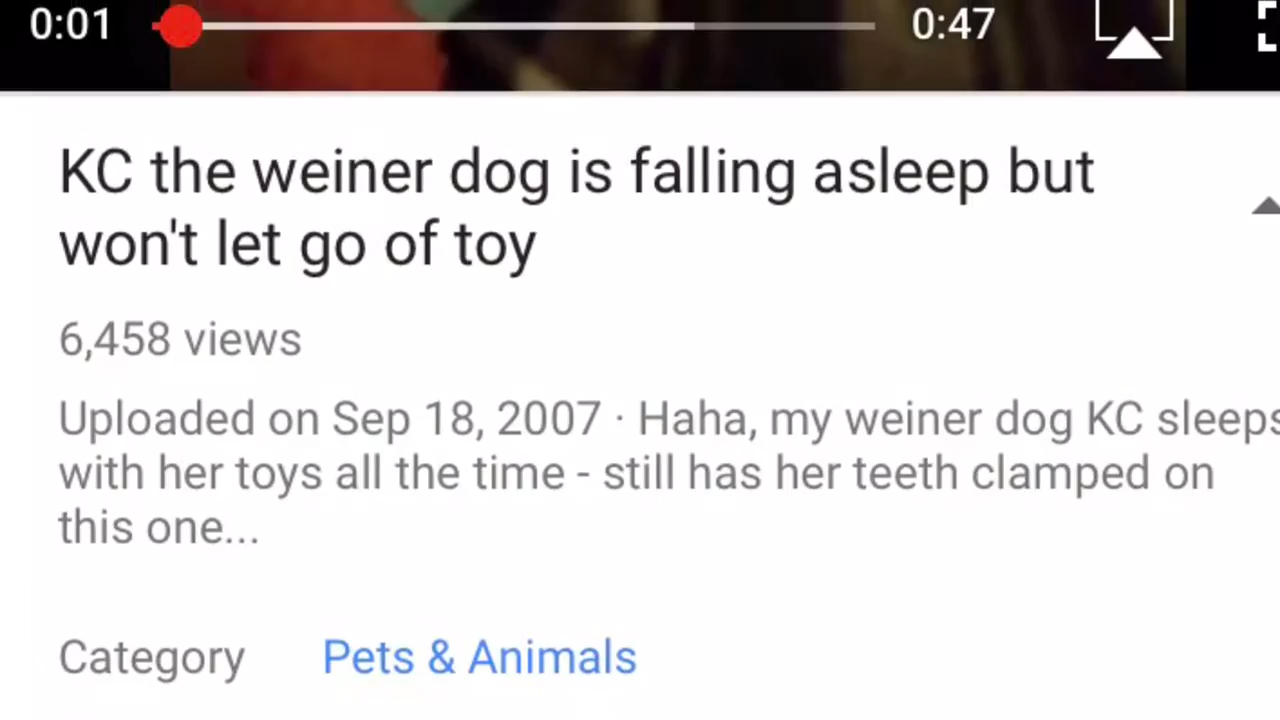 0:01 0:47
KC the weiner dog is falling asleep but
won't let go of toy
6,458 views
Uploaded on Sep 18, 2007 · Haha, my weiner dog KC sleeps
with her toys all the time - still has her teeth clamped on
this one...
Category Pets & Animals